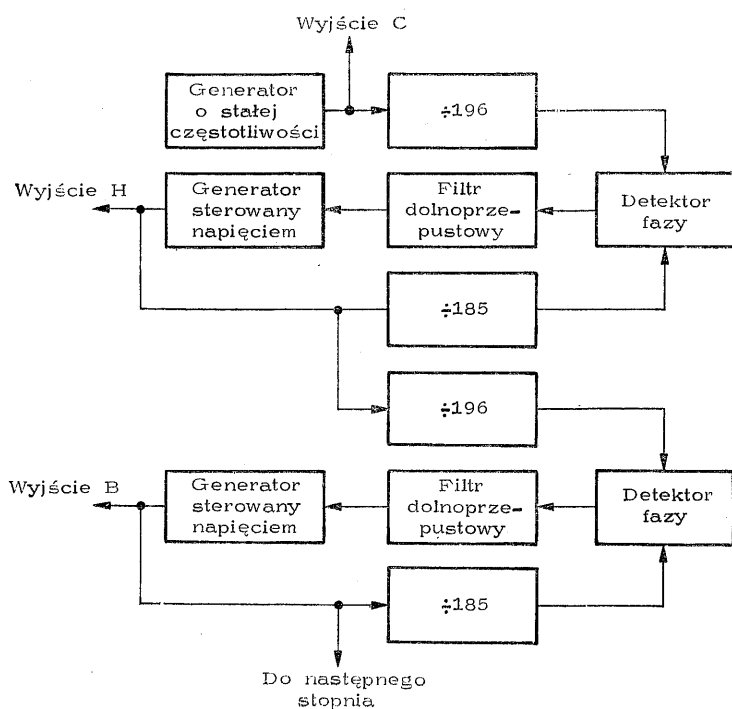 Wyjście C
Generator
o stałej
częstotliwości
÷196
Wyjście H
Generator
sterowany
napięciem
Filtr
dolnoprze-
pustowy
Detektor
fazy
÷185
÷196
Wyjście B
Generator
sterowany
napięciem
Filtr
dolnoprze-
pustowy
Detektor
fazy
÷185
Do następnego
stopnia